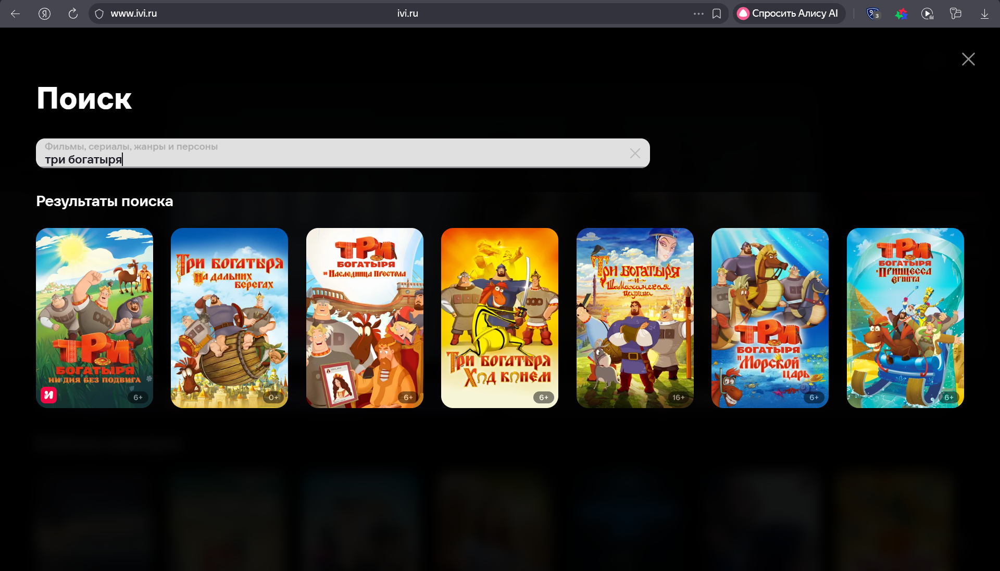 www.ivi.ru
ivi.ru
Спросить Алису AI
3
Поиск
Фильмы, сериалы, жанры и персоны
три богатыря
Результаты поиска
ТРИ
БОГАТЫРЯ
НИ ДНЯ БЕЗ ПОДВИГА
6+
Три богатыря
на дальних
берегах
0+
ТРИ
БОГАТЫРЯ
и Наследница Престола
6+
Три богатыря
Ход конем
6+
Три богатыря
и
Шамаханская
царица
16+
ТРИ
БОГАТЫРЯ
и Морской
царь
6+
ТРИ
БОГАТЫРЯ
и Принцесса
Египта
6+